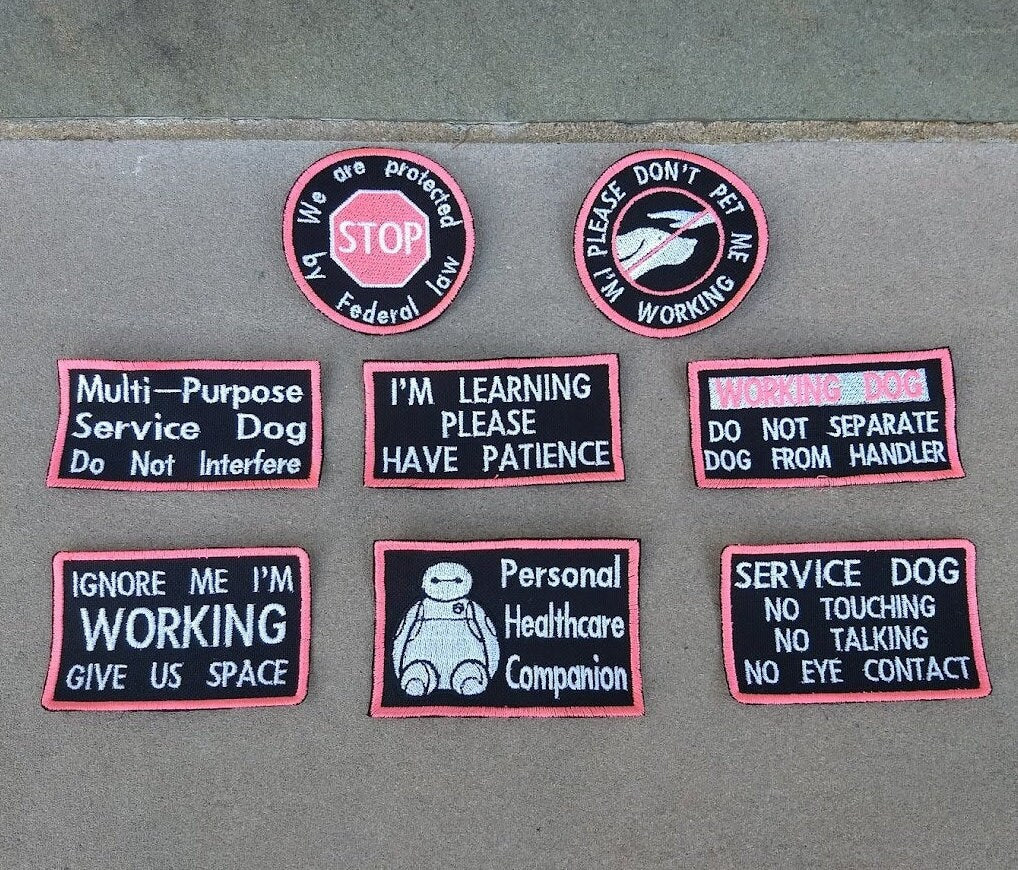 We are protected
STOP
by Federal law
PLEASE DON'T PET ME
I'M WORKING
Multi-Purpose
Service Dog
Do Not Interfere
I'M LEARNING
PLEASE
HAVE PATIENCE
WORKING DOG
DO NOT SEPARATE
DOG FROM HANDLER
IGNORE ME I'M
WORKING
GIVE US SPACE
Personal
Healthcare
Companion
SERVICE DOG
NO TOUCHING
NO TALKING
NO EYE CONTACT